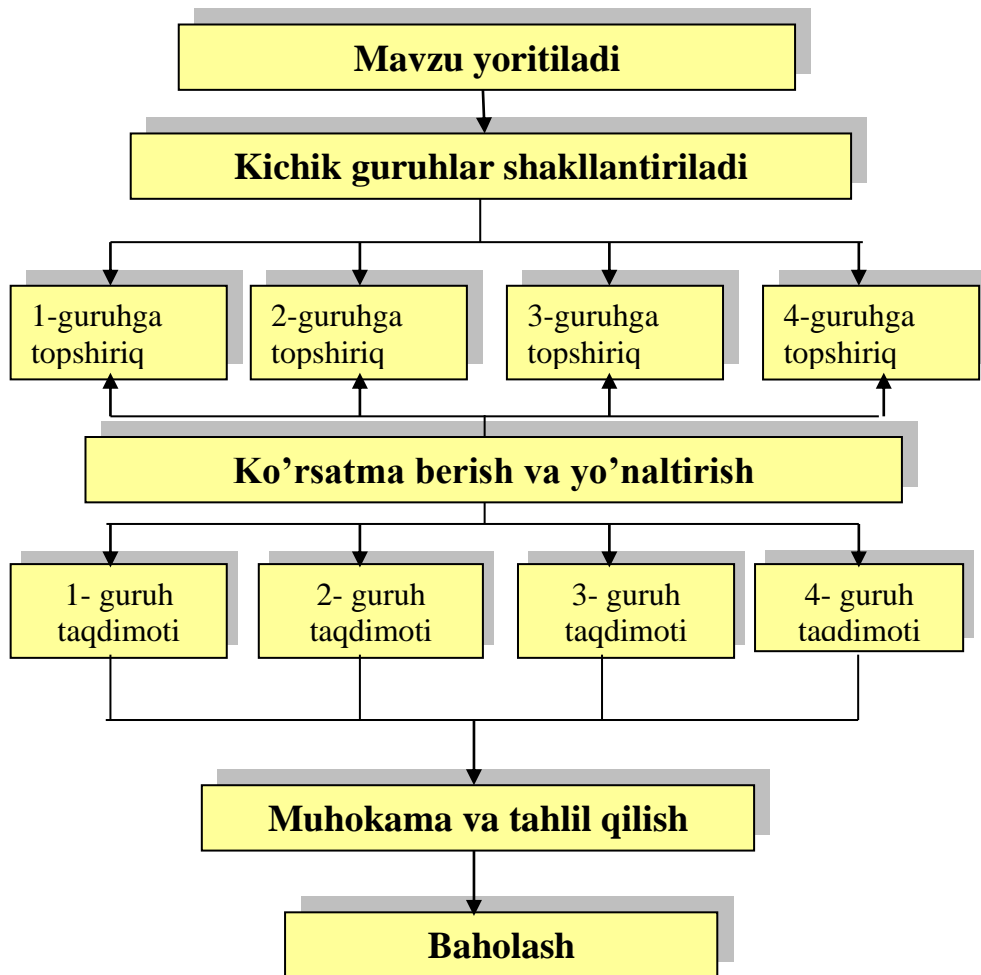 Mavzu yoritiladi
Kichik guruhlar shakllantiriladi
1-guruhga
topshiriq
2-guruhga
topshiriq
3-guruhga
topshiriq
4-guruhga
topshiriq
Ko’rsatma berish va yo’naltirish
1- guruh
taqdimoti
2- guruh
taqdimoti
3- guruh
taqdimoti
4- guruh
taqdimoti
Muhokama va tahlil qilish
Baholash